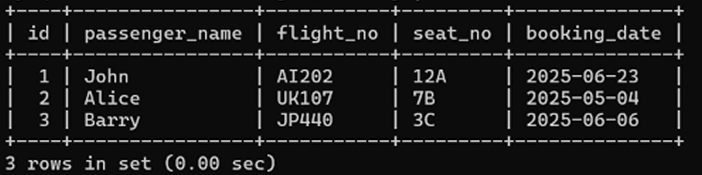 +----+----------------+-----------+---------+--------------+
| id | passenger_name | flight_no | seat_no | booking_date |
+----+----------------+-----------+---------+--------------+
| 1 | John | AI202 | 12A | 2025-06-23 |
| 2 | Alice | UK107 | 7B | 2025-05-04 |
| 3 | Barry | JP440 | 3C | 2025-06-06 |
+----+----------------+-----------+---------+--------------+
3 rows in set (0.00 sec)